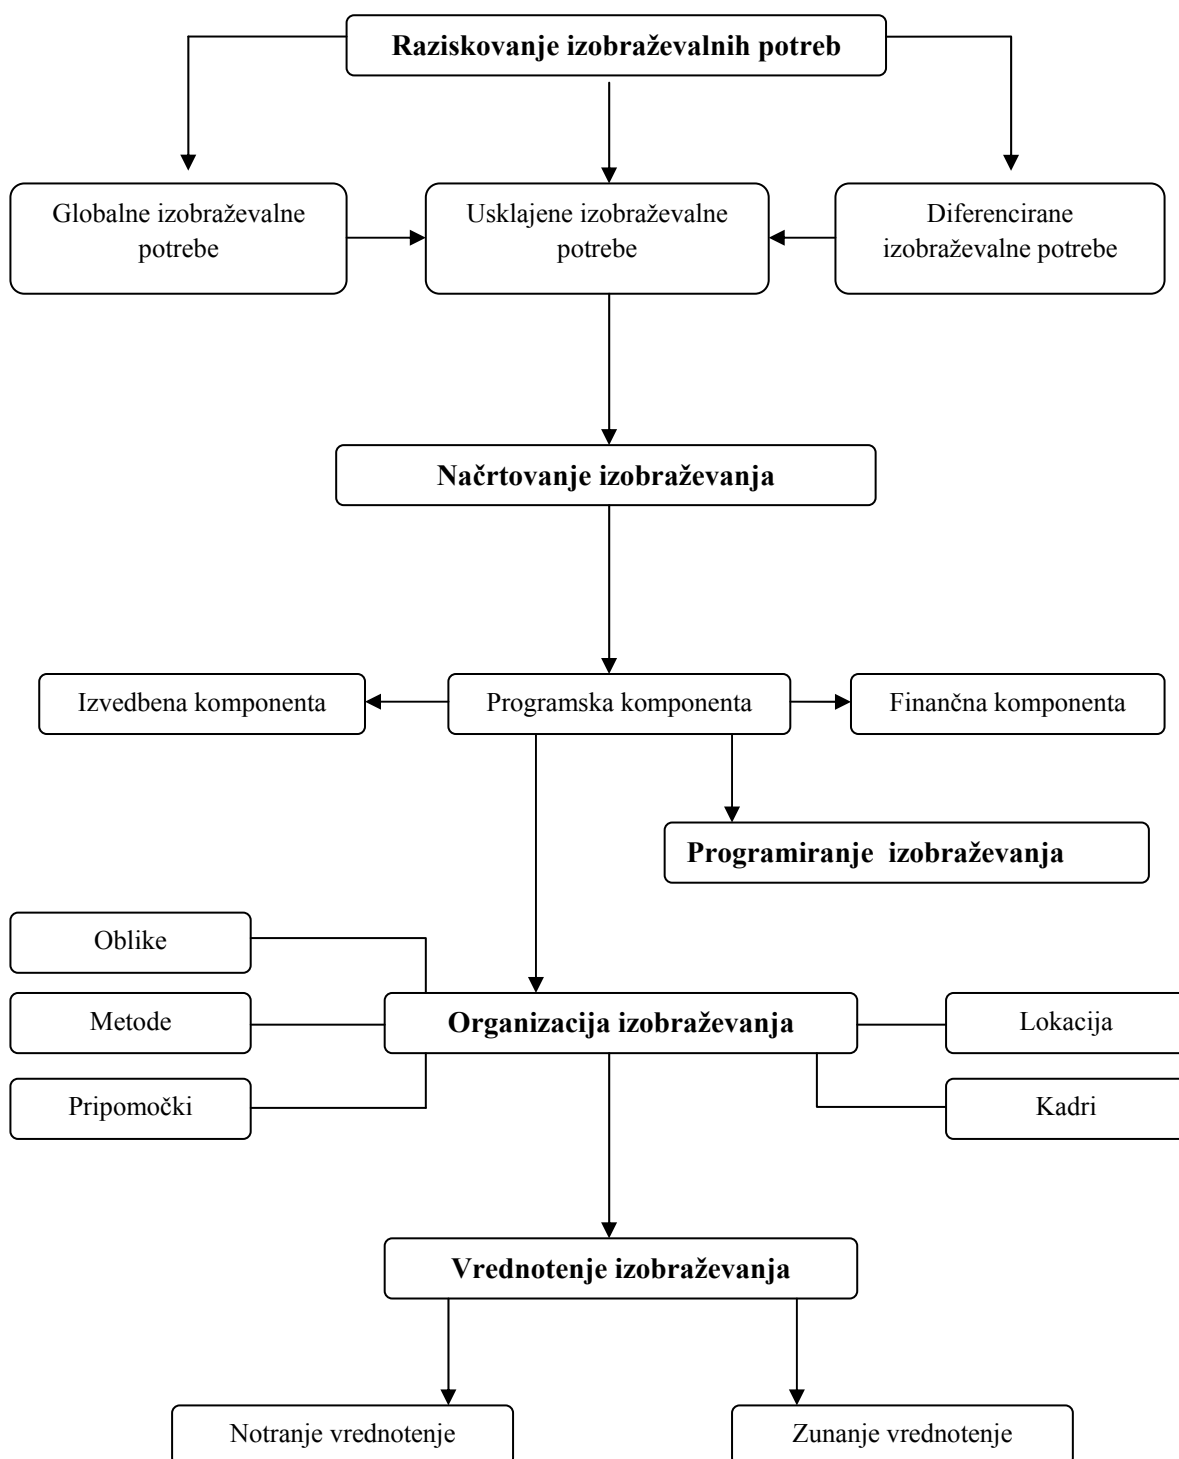 Raziskovanje izobraževalnih potreb
Globalne izobraževalne
potrebe
Usklajene izobraževalne
potrebe
Diferencirane
izobraževalne potrebe
Načrtovanje izobraževanja
Izvedbena komponenta
Programska komponenta
Finančna komponenta
Programiranje izobraževanja
Oblike
Metode
Organizacija izobraževanja
Lokacija
Pripomočki
Kadri
Vrednotenje izobraževanja
Notranje vrednotenje
Zunanje vrednotenje